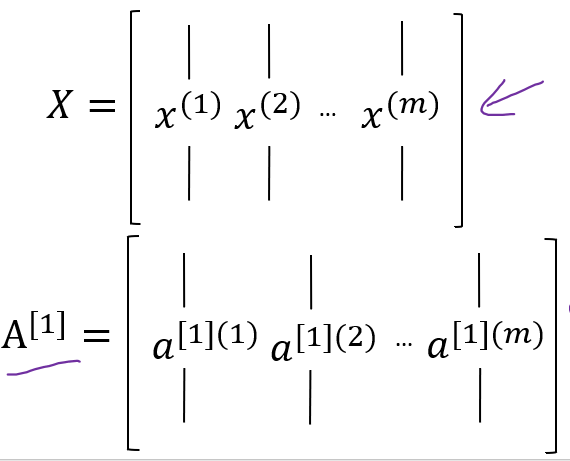 X = [x^(1) x^(2) ... x^(m)]
A^[1] = [a^[1](1) a^[1](2) ... a^[1](m)]